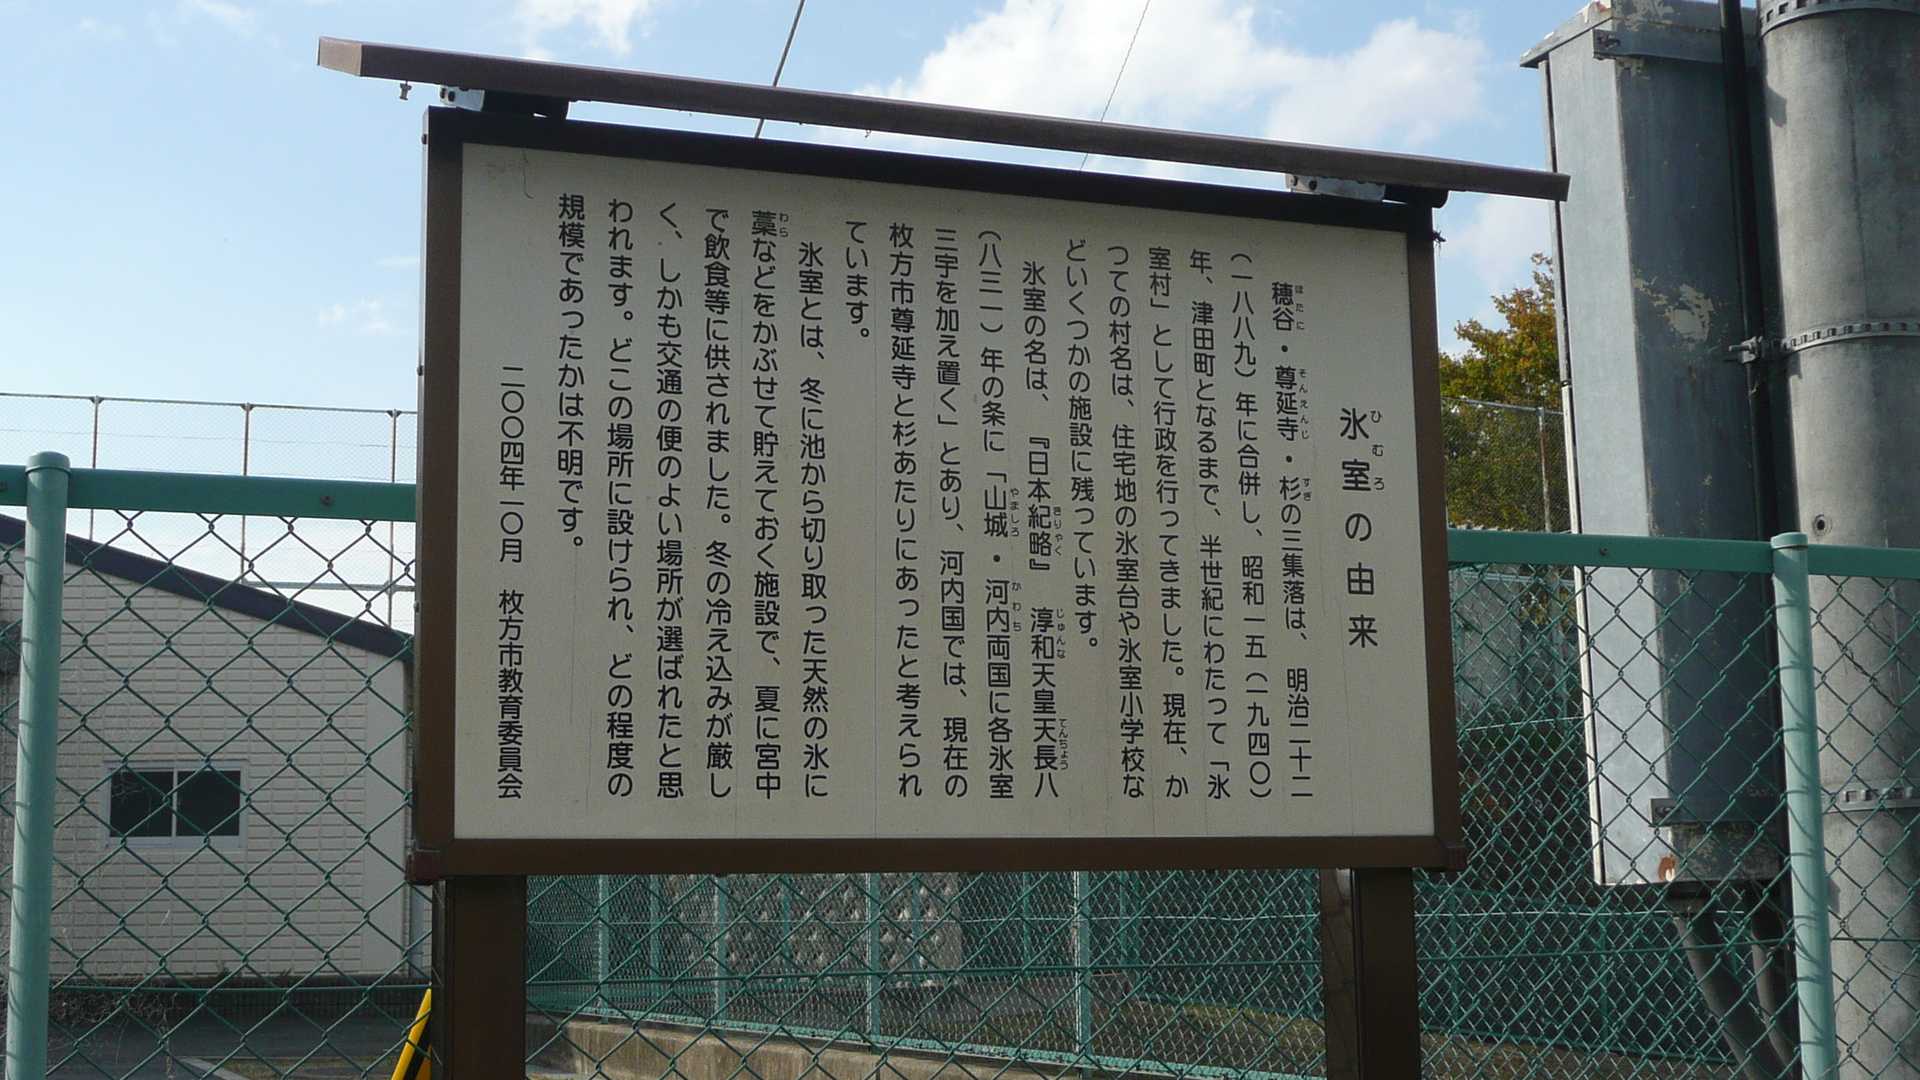 氷室の由来
穂谷・尊延寺・杉の三集落は、明治二十二
（一八八九）年に合併し、昭和一五（一九四〇）
年、津田町となるまで、半世紀にわたって「氷
室村」として行政を行ってきました。現在、か
つての村名は、住宅地の氷室台や氷室小学校な
どいくつかの施設に残っています。
氷室の名は、『日本紀略』淳和天皇天長八
（八三一）年の条に「山城・河内両国に各氷室
三宇を加え置く」とあり、河内国では、現在の
枚方市尊延寺と杉あたりにあったと考えられ
ています。
氷室とは、冬に池から切り取った天然の氷に
藁などをかぶせて貯えておく施設で、夏に宮中
で飲食等に供されました。冬の冷え込みが厳し
く、しかも交通の便のよい場所が選ばれたと思
われます。どこの場所に設けられ、どの程度の
規模であったかは不明です。
二〇〇四年一〇月　枚方市教育委員会